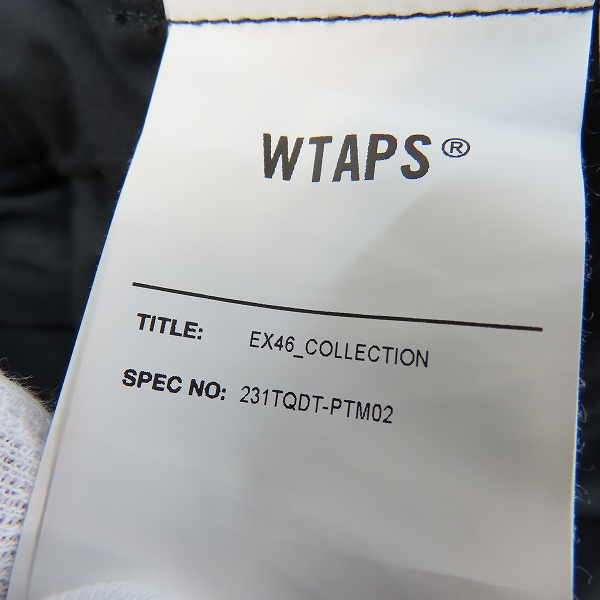 WTAPS®
TITLE: EX46_COLLECTION
SPEC NO: 231TQDT-PTM02